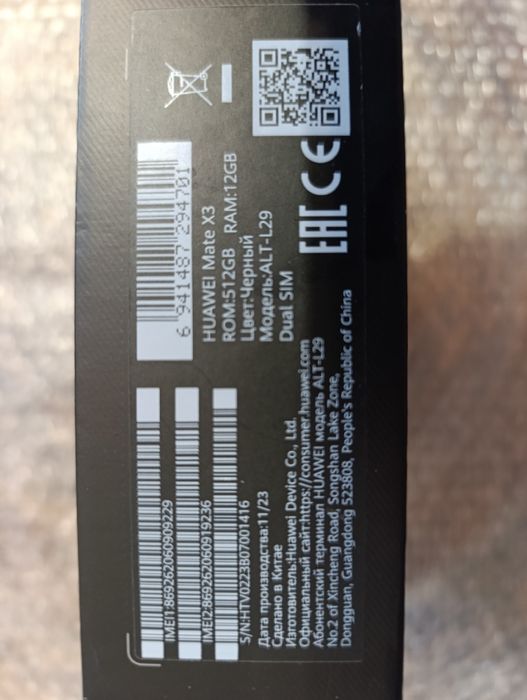 IMEI1:869262060909229
IMEI2:869262060919236
S/N:HTV0223B07001416
6 941487 294701
HUAWEI Mate X3
ROM:512GB RAM:12GB
Цвет:Черный
Модель:ALT-L29
Dual SIM
Дата производства:11/23
Сделано в Китае
Изготовитель:Huawei Device Co., Ltd.
Официальный сайт:https://consumer.huawei.com
Абонентский терминал HUAWEI модель ALT-L29
No.2 of Xincheng Road, Songshan Lake Zone,
Dongguan, Guangdong 523808, People's Republic of China
EAC CE